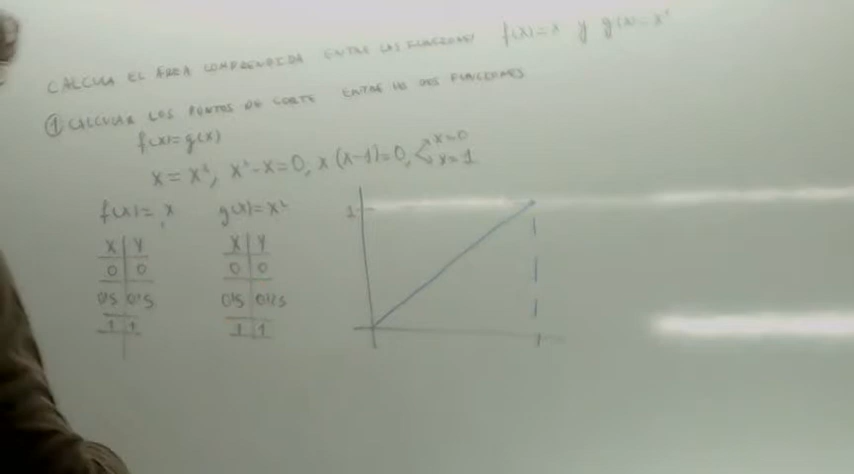 CALCULA EL ÁREA COMPRENDIDA ENTRE LAS FUNCIONES f(x)=x y g(x)=x²
① CALCULAR LOS PUNTOS DE CORTE ENTRE LAS DOS FUNCIONES
f(x)=g(x)
x=x², x²-x=0, x(x-1)=0, x=0
x=1
f(x)=x g(x)=x²
X Y X Y
0 0 0 0
0'5 0'5 0'5 0'25
1 1 1 1
1
1